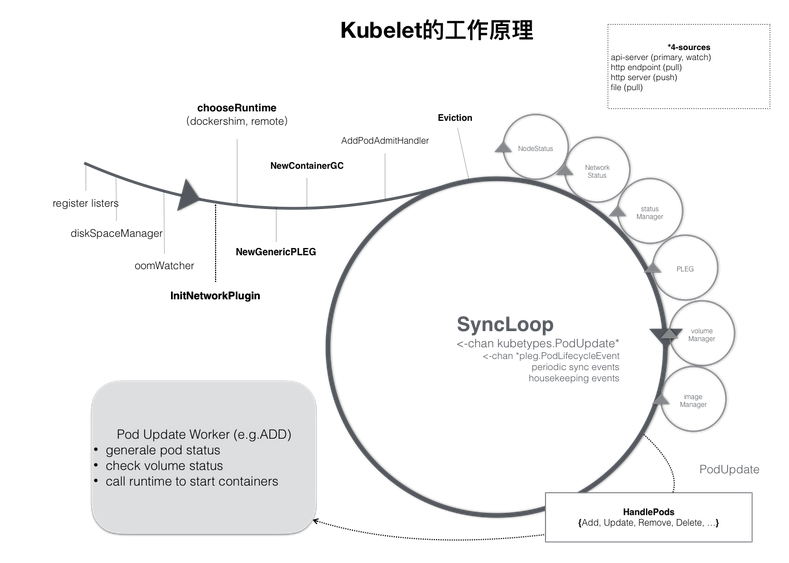 Kubelet的工作原理
*4-sources
api-server (primary, watch)
http endpoint (pull)
http server (push)
file (pull)
chooseRuntime
(dockershim, remote)
Eviction
AddPodAdmitHandler
NewContainerGC
register listers
diskSpaceManager
oomWatcher
NewGenericPLEG
InitNetworkPlugin
NodeStatus
Network
Status
status
Manager
PLEG
volume
Manager
image
Manager
SyncLoop
<-chan kubetypes.PodUpdate*
<-chan *pleg.PodLifecycleEvent
periodic sync events
housekeeping events
Pod Update Worker (e.g.ADD)
• generale pod status
• check volume status
• call runtime to start containers
PodUpdate
HandlePods
{Add, Update, Remove, Delete, ...}